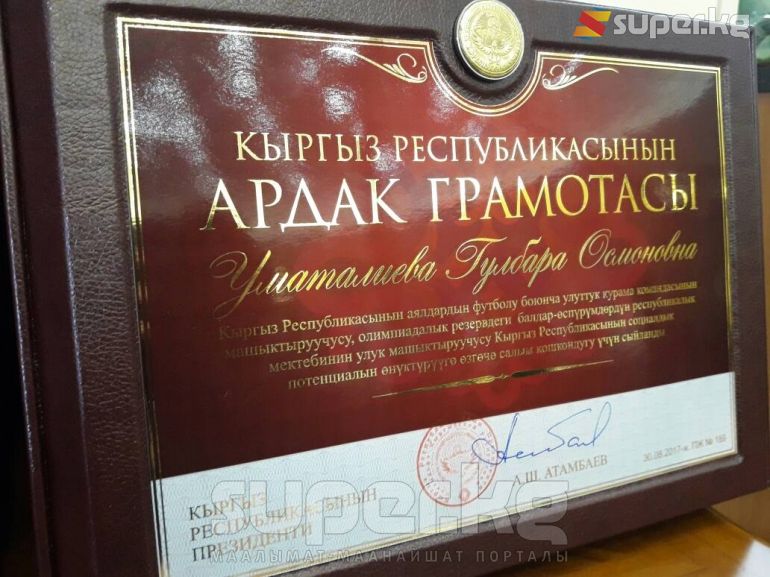 super.kg
КЫРГЫЗ РЕСПУБЛИКАСЫНЫН
АРДАК ГРАМОТАСЫ
Уматалиева Гулбара Осмоновна
Кыргыз Республикасынын аялдардын футболу боюнча улуттук курама командасынын
машыктыруучусу, олимпиадалык резервдеги балдар-өспүрүмлөрдүн республикалык
мектебинин улук машыктыруучусу Кыргыз Республикасынын социалдык
потенциалын өнүктүрүүгө өзгөчө салым кошкондугу үчүн сыйланды
КЫРГЫЗ
РЕСПУБЛИКАСЫНЫН
ПРЕЗИДЕНТИ
А.Ш. АТАМБАЕВ
30.08.2017-ж. ПЖ № 189
super.kg
МААЛЫМАТ-МААНАЙШАТ ПОРТАЛЫ